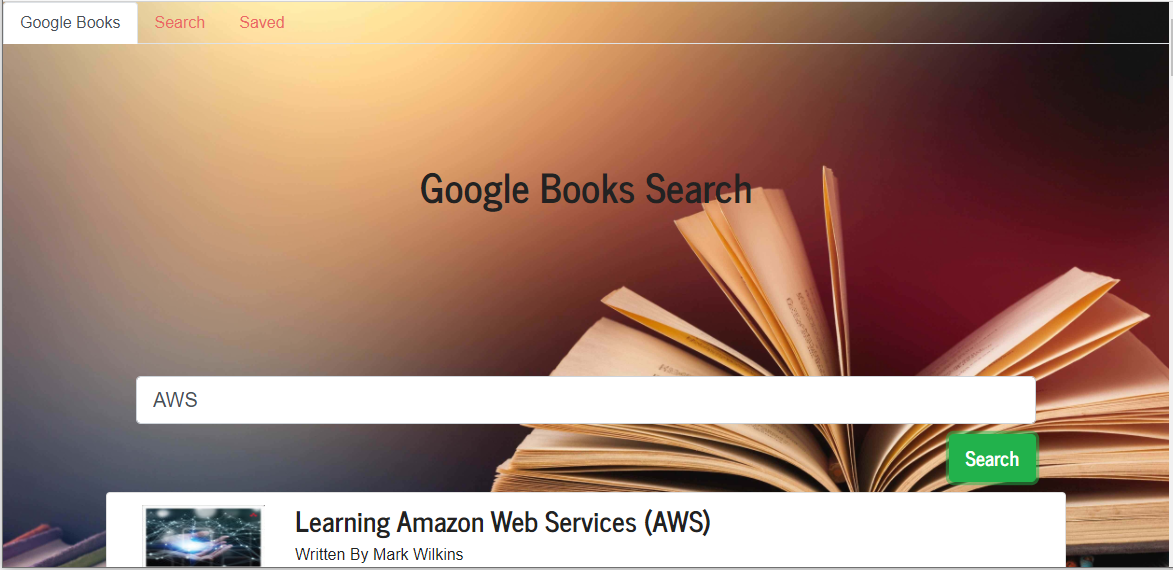 Google Books Search Saved
Google Books Search
AWS
Search
Learning Amazon Web Services (AWS)
Written By Mark Wilkins